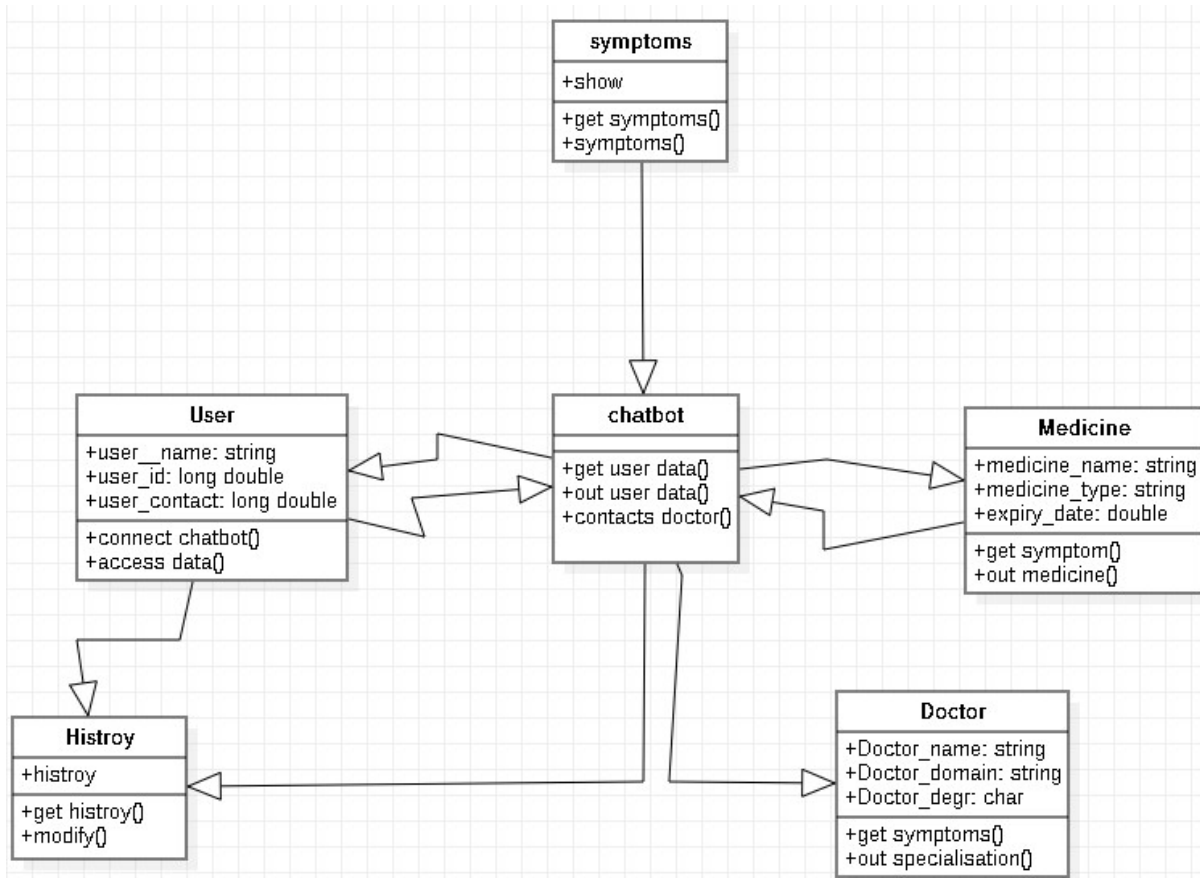 symptoms
+show
+get symptoms()
+symptoms()
User
+user__name: string
+user_id: long double
+user_contact: long double
+connect chatbot()
+access data()
chatbot
+get user data()
+out user data()
+contacts doctor()
Medicine
+medicine_name: string
+medicine_type: string
+expiry_date: double
+get symptom()
+out medicine()
Histroy
+histroy
+get histroy()
+modify()
Doctor
+Doctor_name: string
+Doctor_domain: string
+Doctor_degr: char
+get symptoms()
+out specialisation()